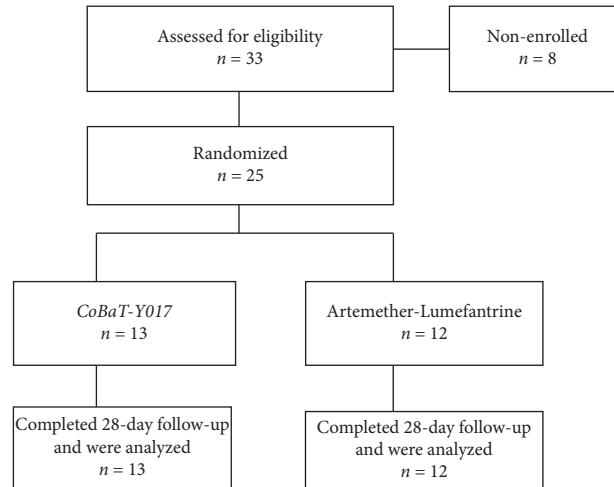 Assessed for eligibility
n = 33
Non-enrolled
n = 8
Randomized
n = 25
CoBaT-Y017
n = 13
Artemether-Lumefantrine
n = 12
Completed 28-day follow-up
and were analyzed
n = 13
Completed 28-day follow-up
and were analyzed
n = 12